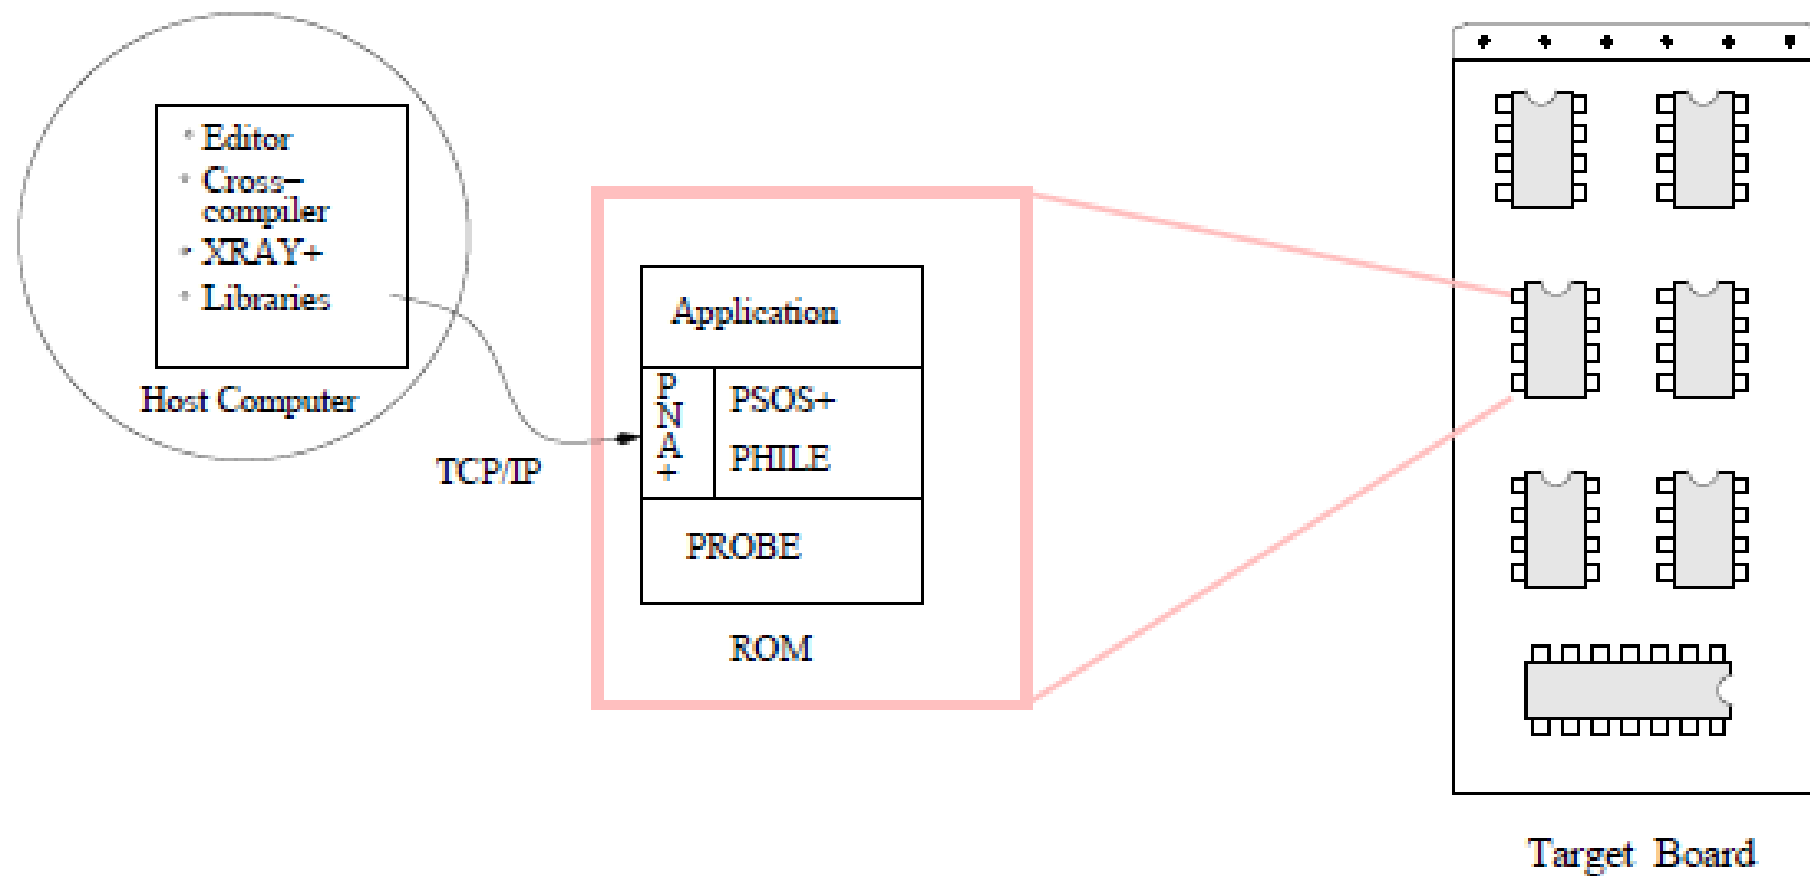 • Editor
• Cross-
compiler
• XRAY+
• Libraries
Host Computer
TCP/IP
Application
P
N
A
+
PSOS+
PHILE
PROBE
ROM
Target Board